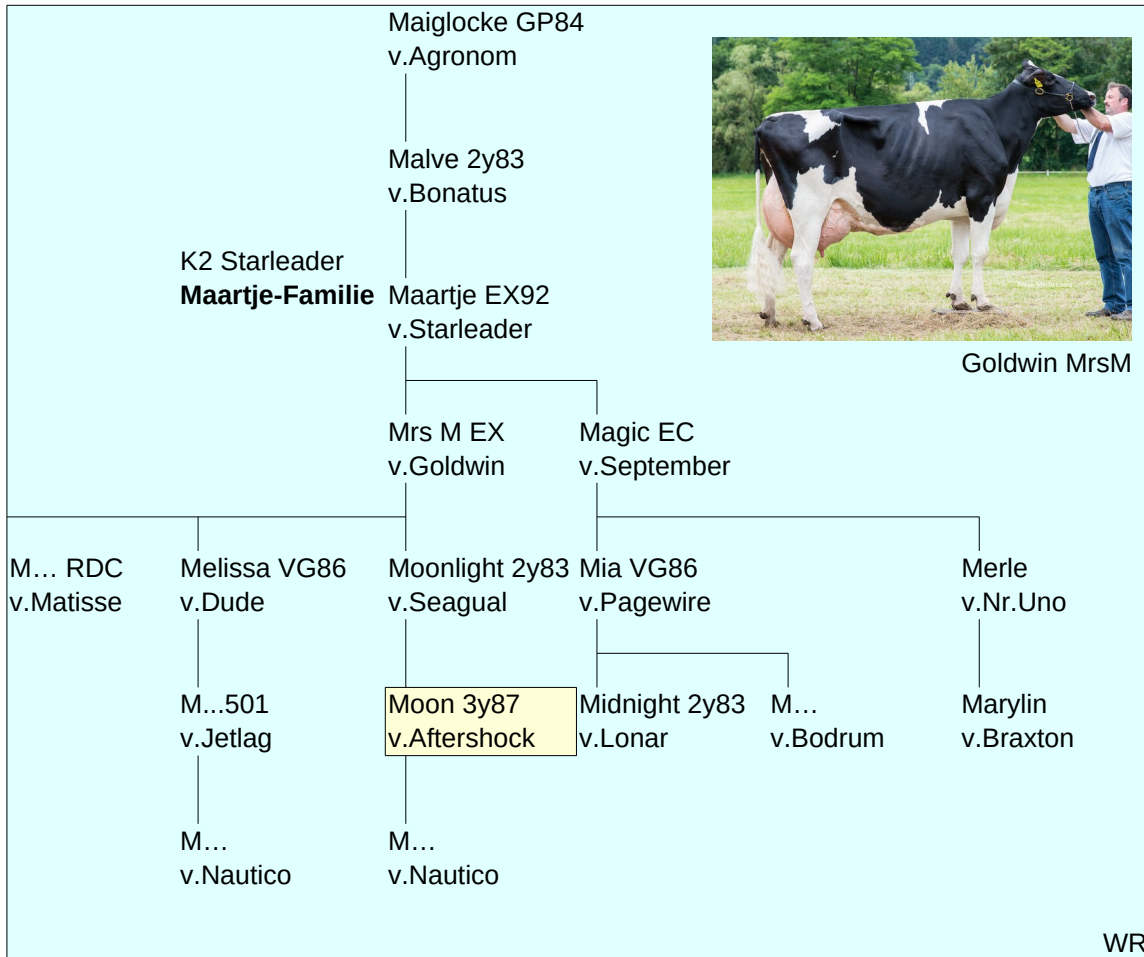 Maiglocke GP84
v.Agronom
Malve 2y83
v.Bonatus
K2 Starleader
Maartje-Familie
Maartje EX92
v.Starleader
Goldwin MrsM
Mrs M EX
v.Goldwin
Magic EC
v.September
M… RDC
v.Matisse
Melissa VG86
v.Dude
Moonlight 2y83
v.Seagual
Mia VG86
v.Pagewire
Merle
v.Nr.Uno
M...501
v.Jetlag
Moon 3y87
v.Aftershock
Midnight 2y83
v.Lonar
M…
v.Bodrum
Marylin
v.Braxton
M…
v.Nautico
M…
v.Nautico
WR